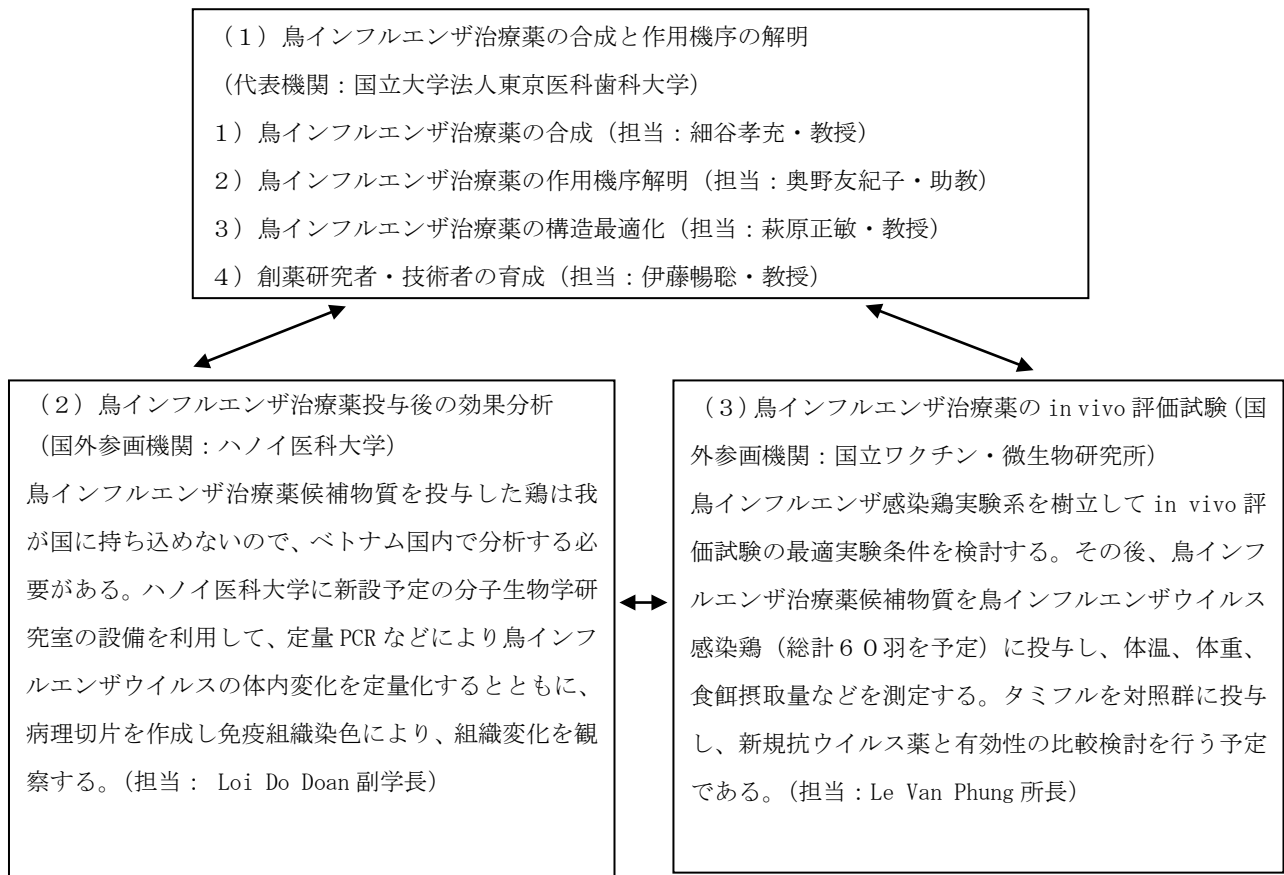 （１）鳥インフルエンザ治療薬の合成と作用機序の解明
(代表機関：国立大学法人東京医科歯科大学)
１）鳥インフルエンザ治療薬の合成（担当：細谷孝充・教授）
２）鳥インフルエンザ治療薬の作用機序解明（担当：奥野友紀子・助教）
３）鳥インフルエンザ治療薬の構造最適化（担当：萩原正敏・教授）
４）創薬研究者・技術者の育成（担当：伊藤暢聡・教授）
（２）鳥インフルエンザ治療薬投与後の効果分析
（国外参画機関：ハノイ医科大学）
鳥インフルエンザ治療薬候補物質を投与した鶏は我
が国に持ち込めないので、ベトナム国内で分析する必
要がある。ハノイ医科大学に新設予定の分子生物学研
究室の設備を利用して、定量 PCR などにより鳥インフ
ルエンザウイルスの体内変化を定量化するとともに、
病理切片を作成し免疫組織染色により、組織変化を観
察する。（担当： Loi Do Doan 副学長）
（３）鳥インフルエンザ治療薬の in vivo 評価試験（国
外参画機関：国立ワクチン・微生物研究所）
鳥インフルエンザ感染鶏実験系を樹立して in vivo 評
価試験の最適実験条件を検討する。その後、鳥インフ
ルエンザ治療薬候補物質を鳥インフルエンザウイルス
感染鶏（総計６０羽を予定）に投与し、体温、体重、
食餌摂取量などを測定する。タミフルを対照群に投与
し、新規抗ウイルス薬と有効性の比較検討を行う予定
である。（担当：Le Van Phung 所長）